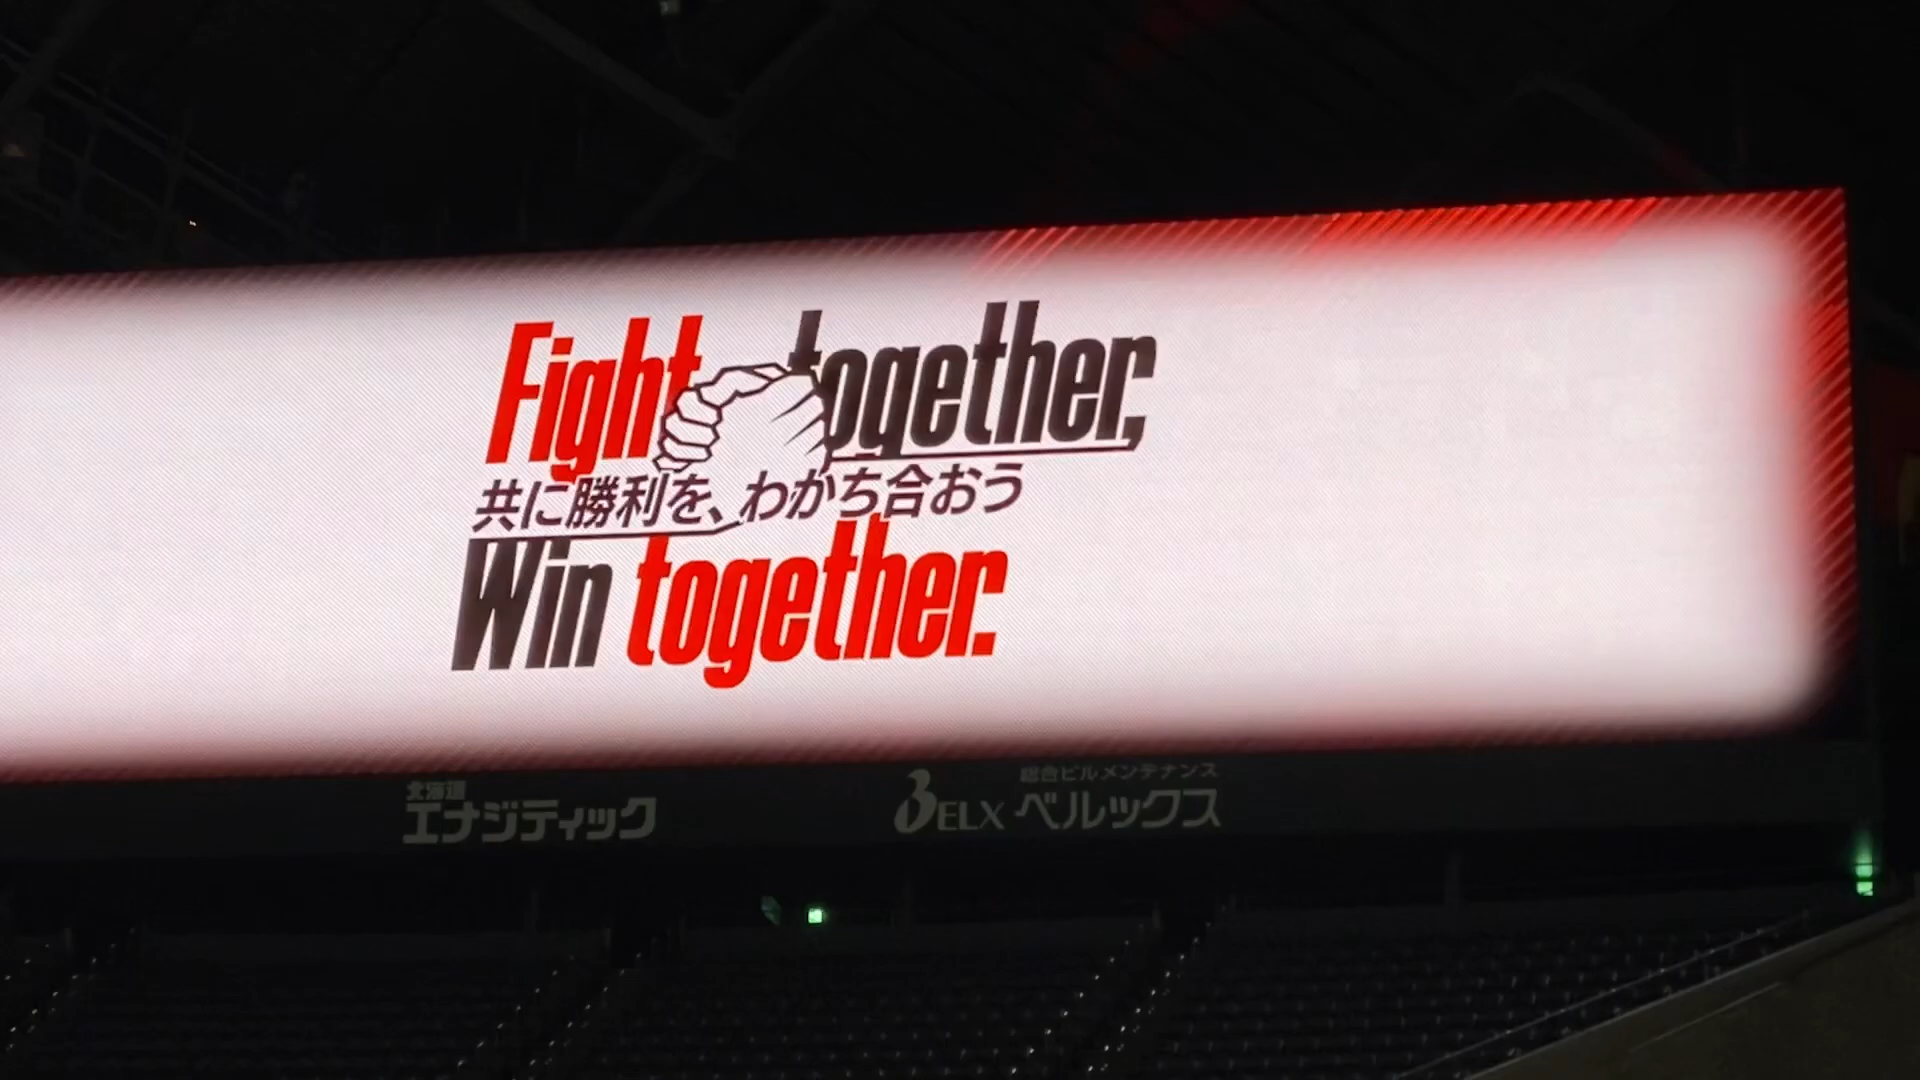 Fight together,
共に勝利を、わかち合おう
Win together.
北海道
エナジティック
BELX
総合ビルメンテナンス
ベルックス